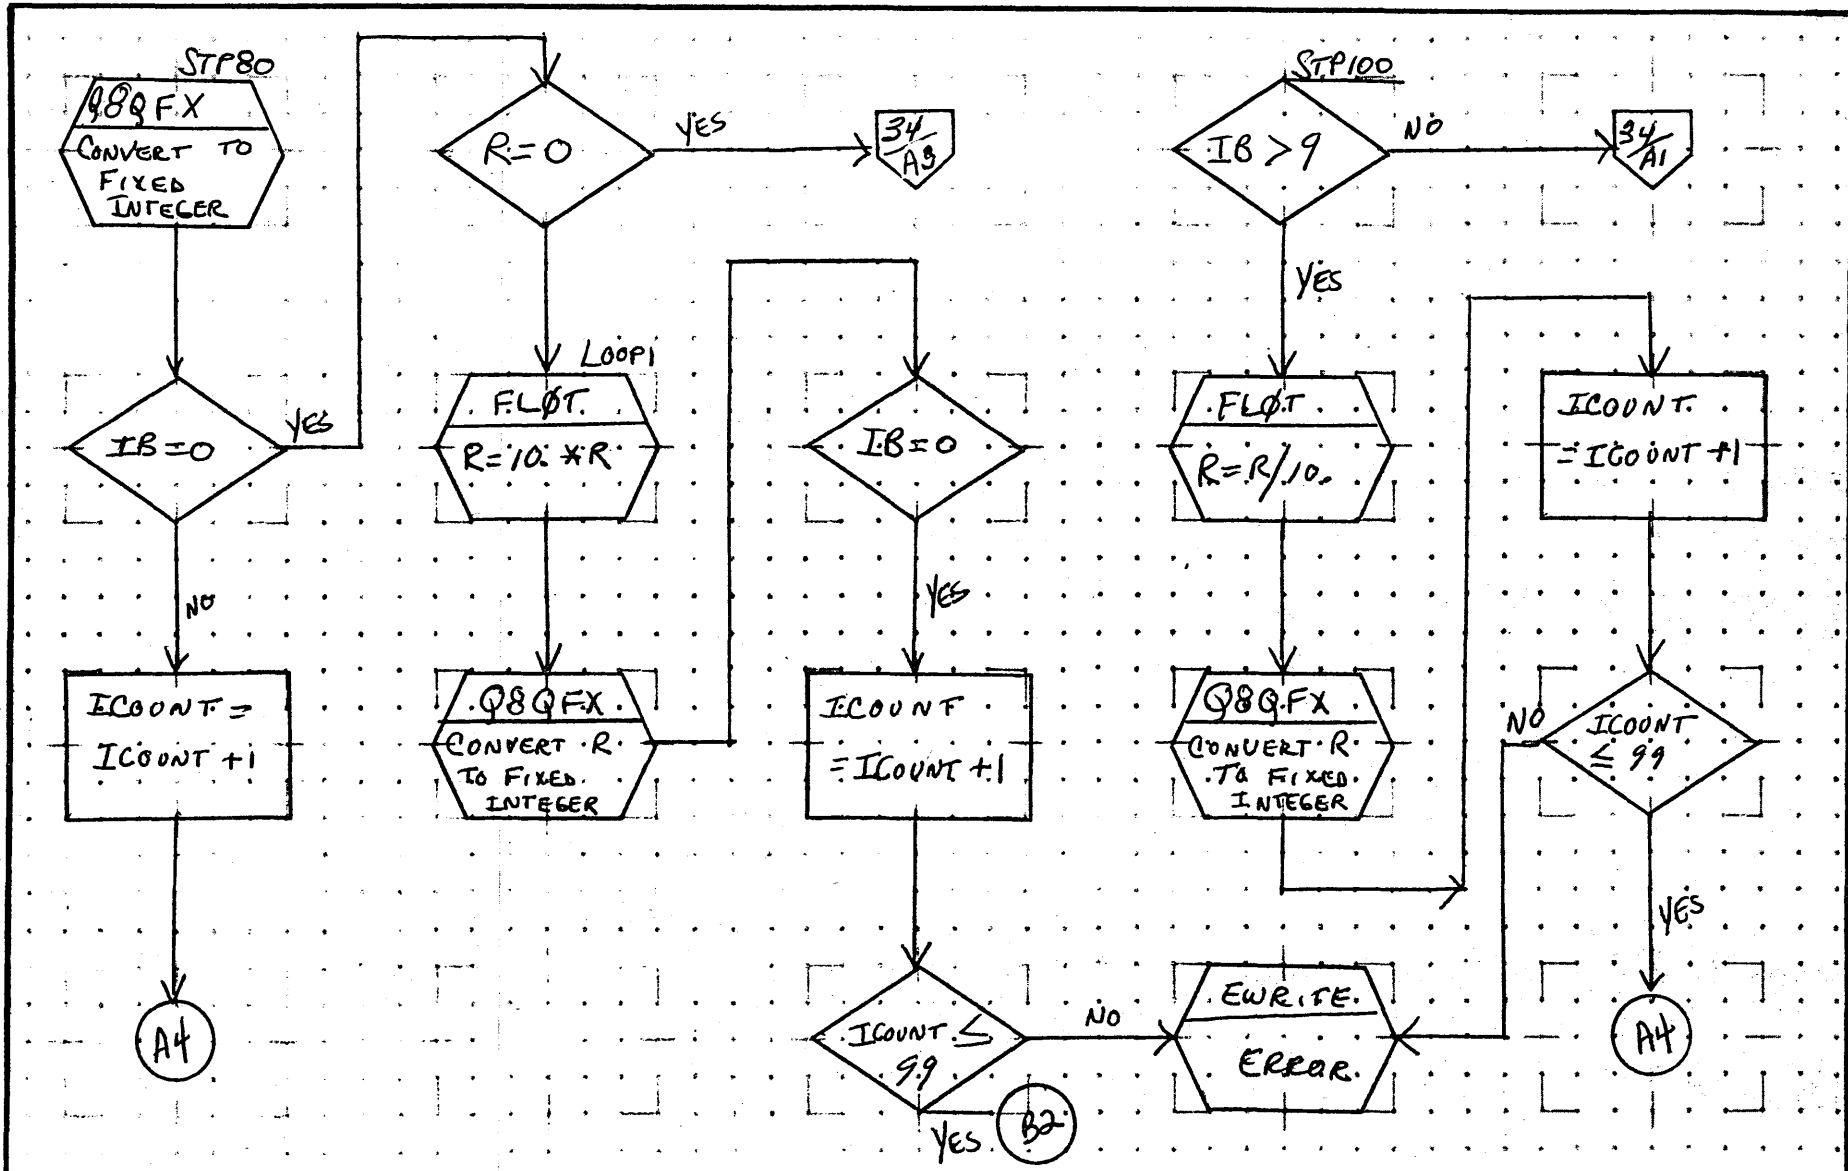 STP80
Q8QFX
CONVERT TO
FIXED
INTEGER
IB=0
YES
NO
ICOUNT =
ICOUNT +1
A4
R=0
YES
34/
A3
LOOP1
FLØT
R=10. *R
Q8QFX
CONVERT R
TO FIXED
INTEGER
IB=0
YES
ICOUNT
=ICOUNT+1
ICOUNT ≤
99
NO
YES
B2
STP100
IB>9
NO
34/
A1
YES
FLØT
R=R/10.
Q8QFX
CONVERT R
TO FIXED
INTEGER
EWRITE
ERROR
ICOUNT
=ICOUNT +1
NO
ICOUNT
≤ 99
YES
A4